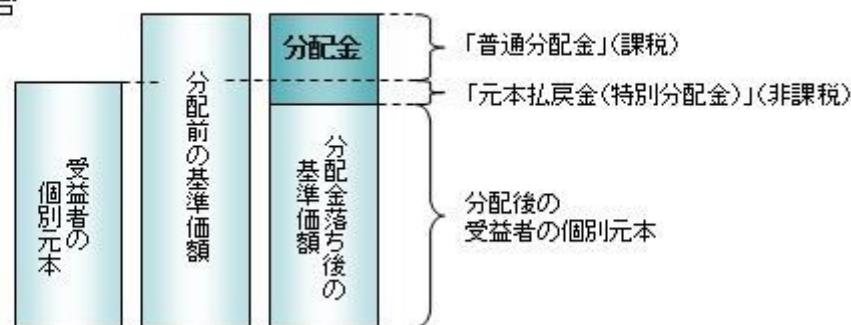 受益者の
個別元本
分配前の基準価額
分配金
分配金落ち後の
基準価額
「普通分配金」(課税)
「元本払戻金(特別分配金)」(非課税)
分配後の
受益者の個別元本